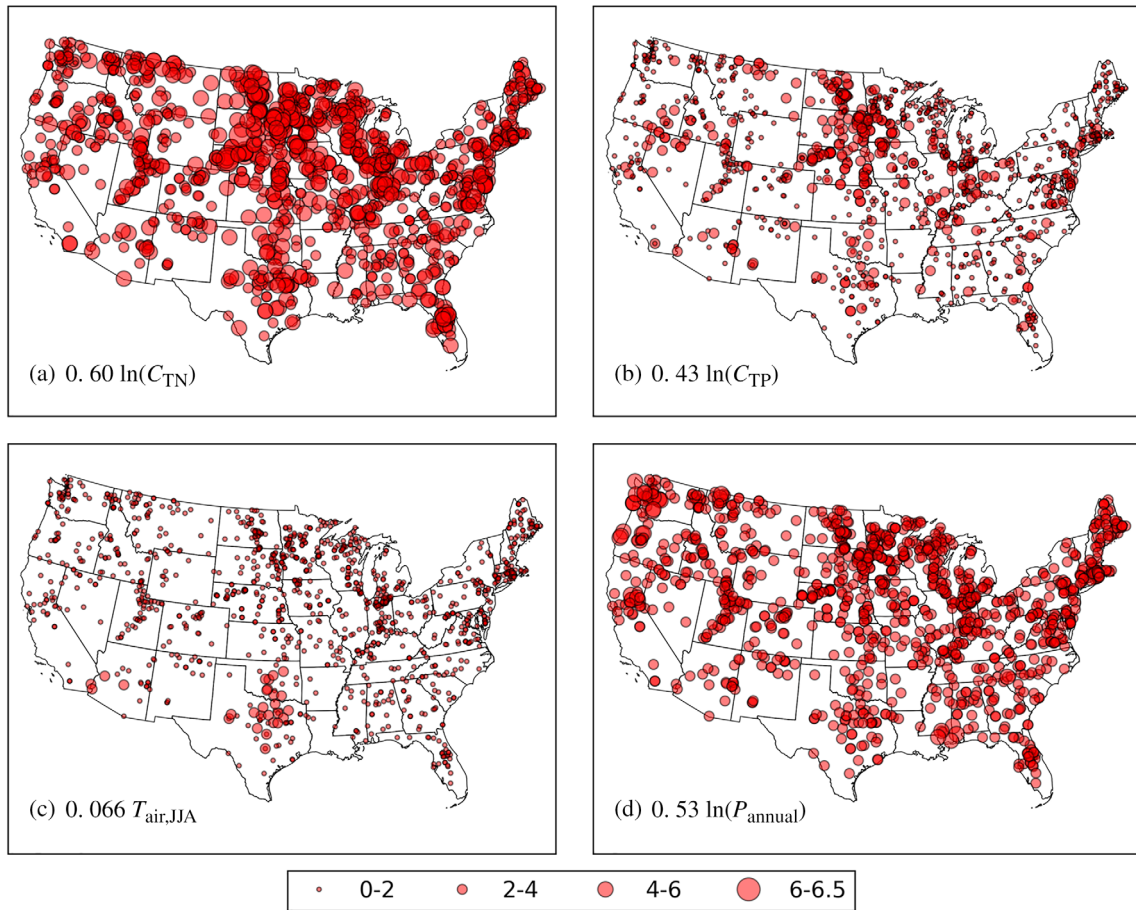 (a) 0. 60 ln(C_TN)
(b) 0. 43 ln(C_TP)
(c) 0. 066 T_air,JJA
(d) 0. 53 ln(P_annual)
0-2 2-4 4-6 6-6.5